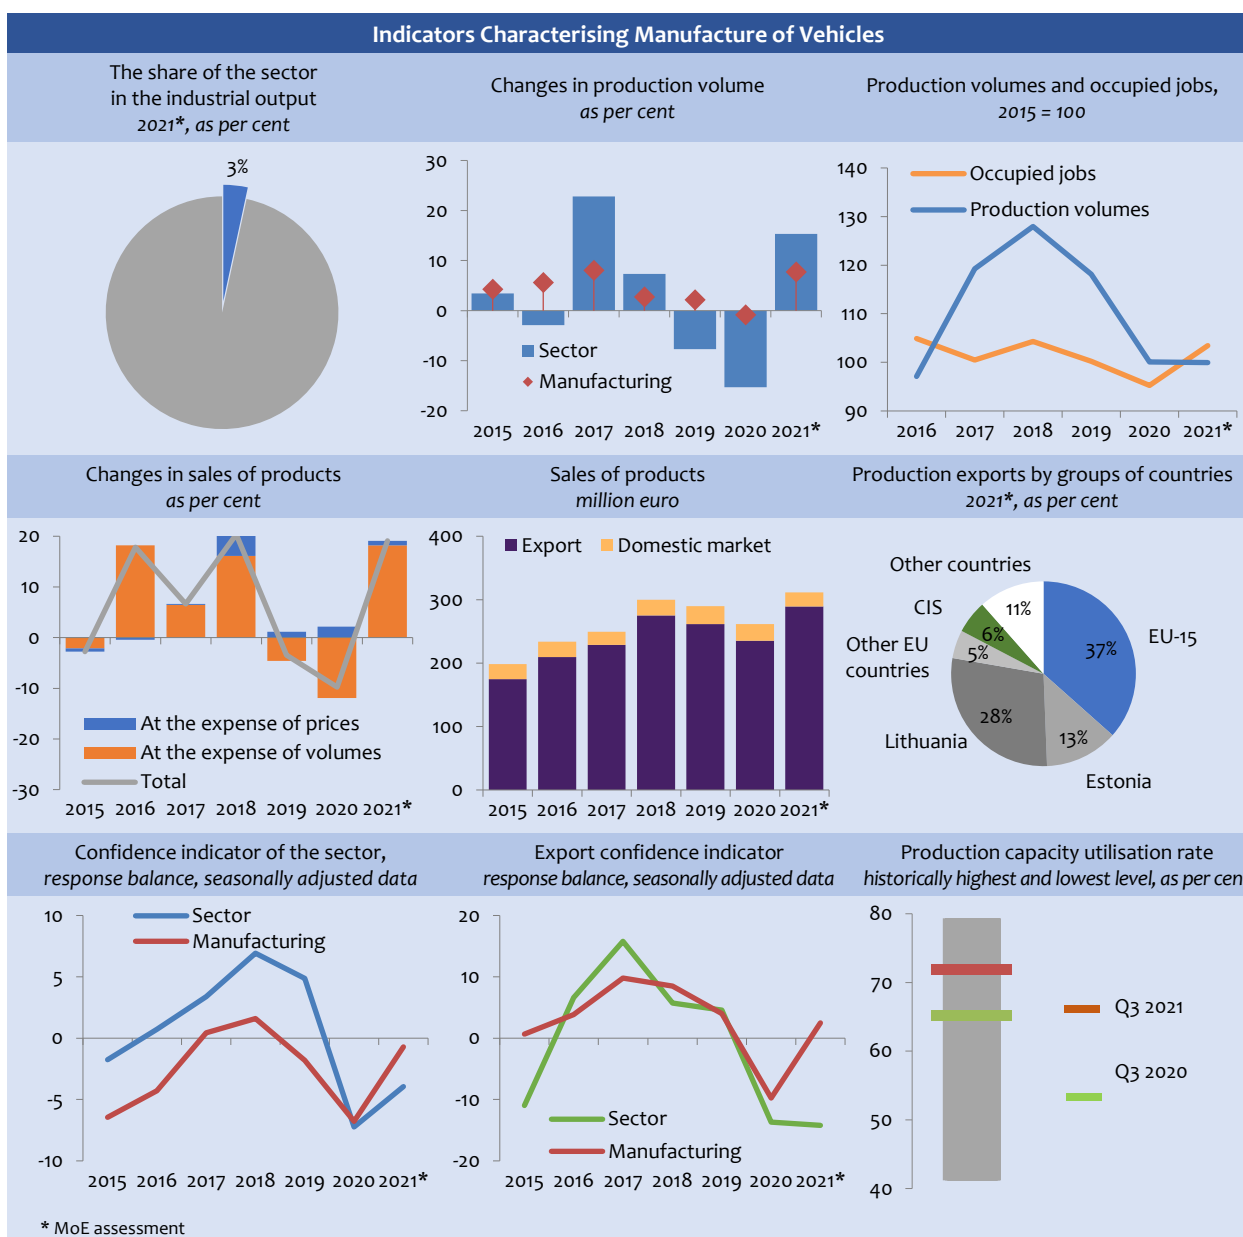 Indicators Characterising Manufacture of Vehicles
The share of the sector
in the industrial output
2021*, as per cent
3%
Changes in production volume
as per cent
30
20
10
0
-10
-20
Sector
Manufacturing
2015 2016 2017 2018 2019 2020 2021*
Production volumes and occupied jobs,
2015 = 100
140
130
120
110
100
90
Occupied jobs
Production volumes
2016 2017 2018 2019 2020 2021*
Changes in sales of products
as per cent
20
10
0
-10
-20
-30
At the expense of prices
At the expense of volumes
Total
2015 2016 2017 2018 2019 2020 2021*
Sales of products
million euro
400
300
200
100
0
Export
Domestic market
2015 2016 2017 2018 2019 2020 2021*
Production exports by groups of countries
2021*, as per cent
Other countries
11%
CIS
6%
Other EU
countries
5%
EU-15
37%
Lithuania
28%
Estonia
13%
Confidence indicator of the sector,
response balance, seasonally adjusted data
10
5
0
-5
-10
Sector
Manufacturing
2015 2016 2017 2018 2019 2020 2021*
Export confidence indicator
response balance, seasonally adjusted data
20
10
0
-10
-20
Sector
Manufacturing
2015 2016 2017 2018 2019 2020 2021*
Production capacity utilisation rate
historically highest and lowest level, as per cen
80
70
60
50
40
Q3 2021
Q3 2020
* MoE assessment